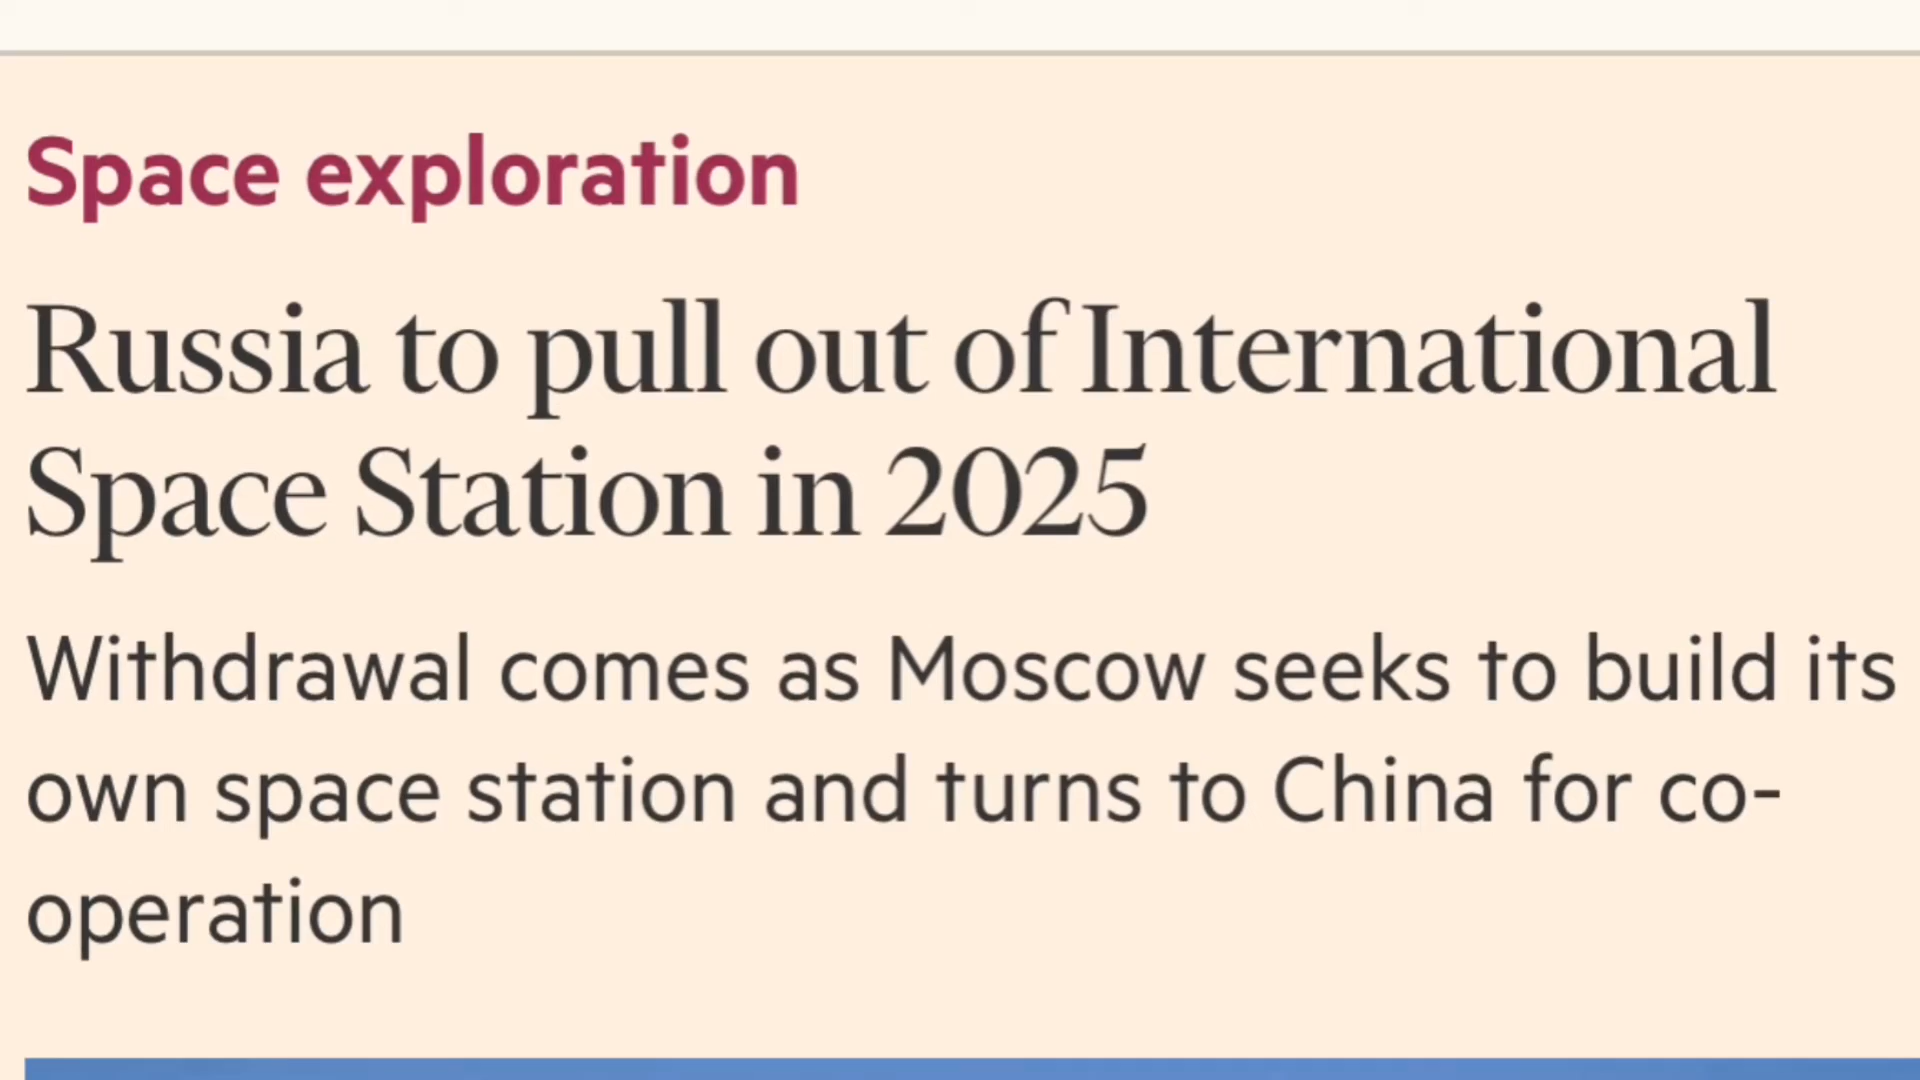 Space exploration
Russia to pull out of International
Space Station in 2025
Withdrawal comes as Moscow seeks to build its
own space station and turns to China for co-
operation